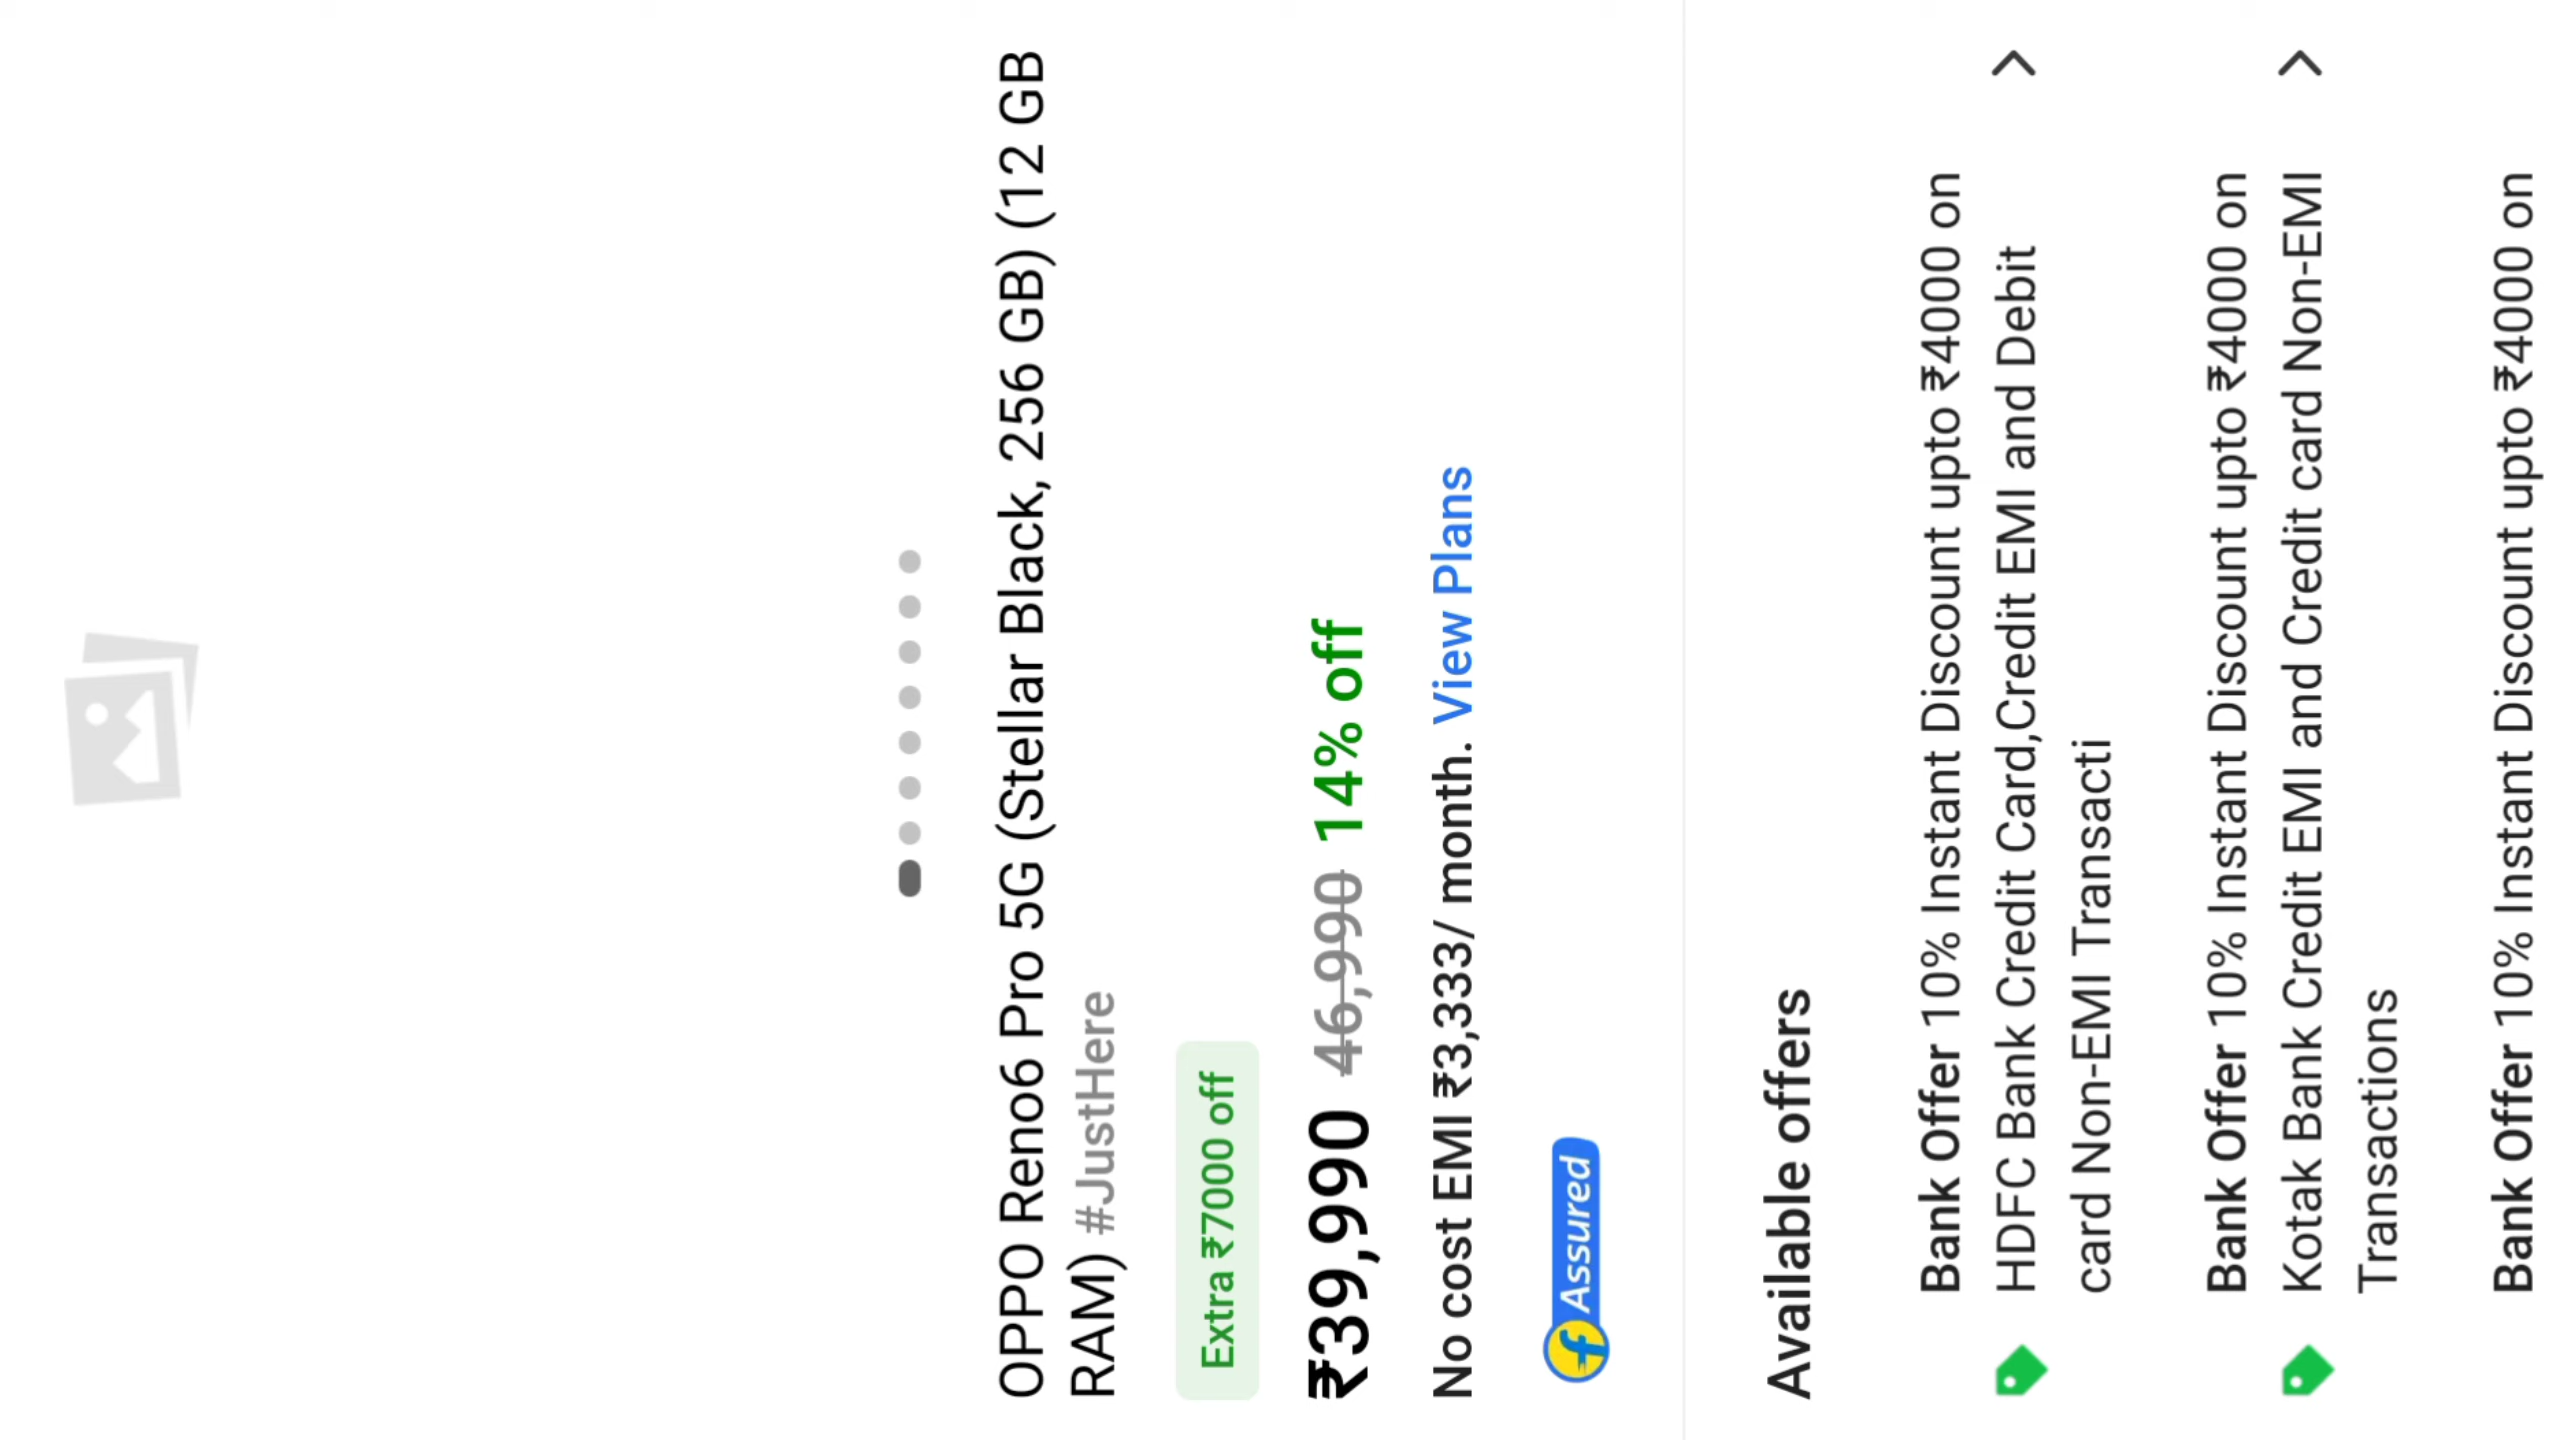 OPPO Reno6 Pro 5G (Stellar Black, 256 GB) (12 GB
RAM) #JustHere
Extra ₹7000 off
₹39,990 46,990 14% off
No cost EMI ₹3,333/ month. View Plans
f Assured
Available offers
Bank Offer 10% Instant Discount upto ₹4000 on
HDFC Bank Credit Card,Credit EMI and Debit
card Non-EMI Transacti
Bank Offer 10% Instant Discount upto ₹4000 on
Kotak Bank Credit EMI and Credit card Non-EMI
Transactions
Bank Offer 10% Instant Discount upto ₹4000 on